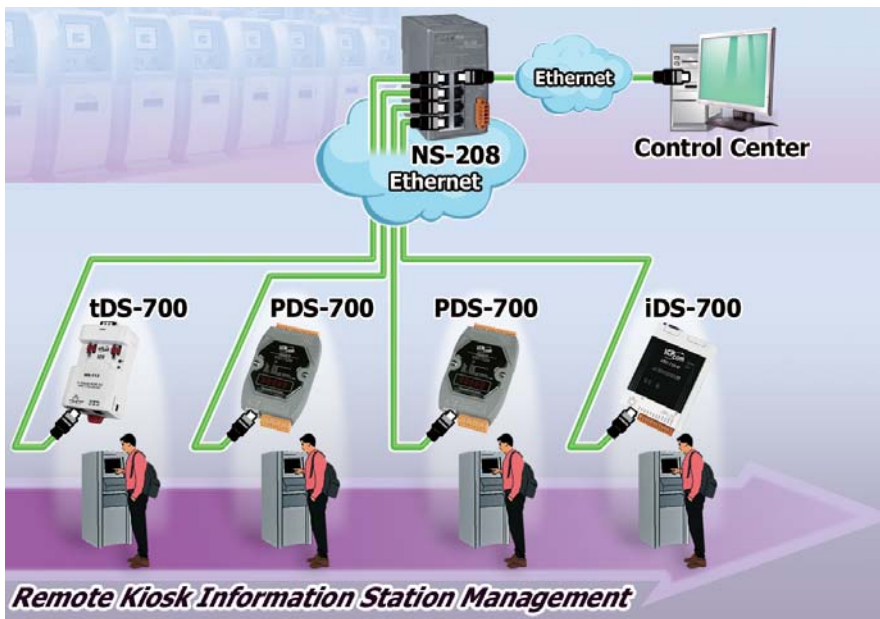 Ethernet
NS-208
Ethernet
Control Center
tDS-700
PDS-700
PDS-700
iDS-700
Remote Kiosk Information Station Management